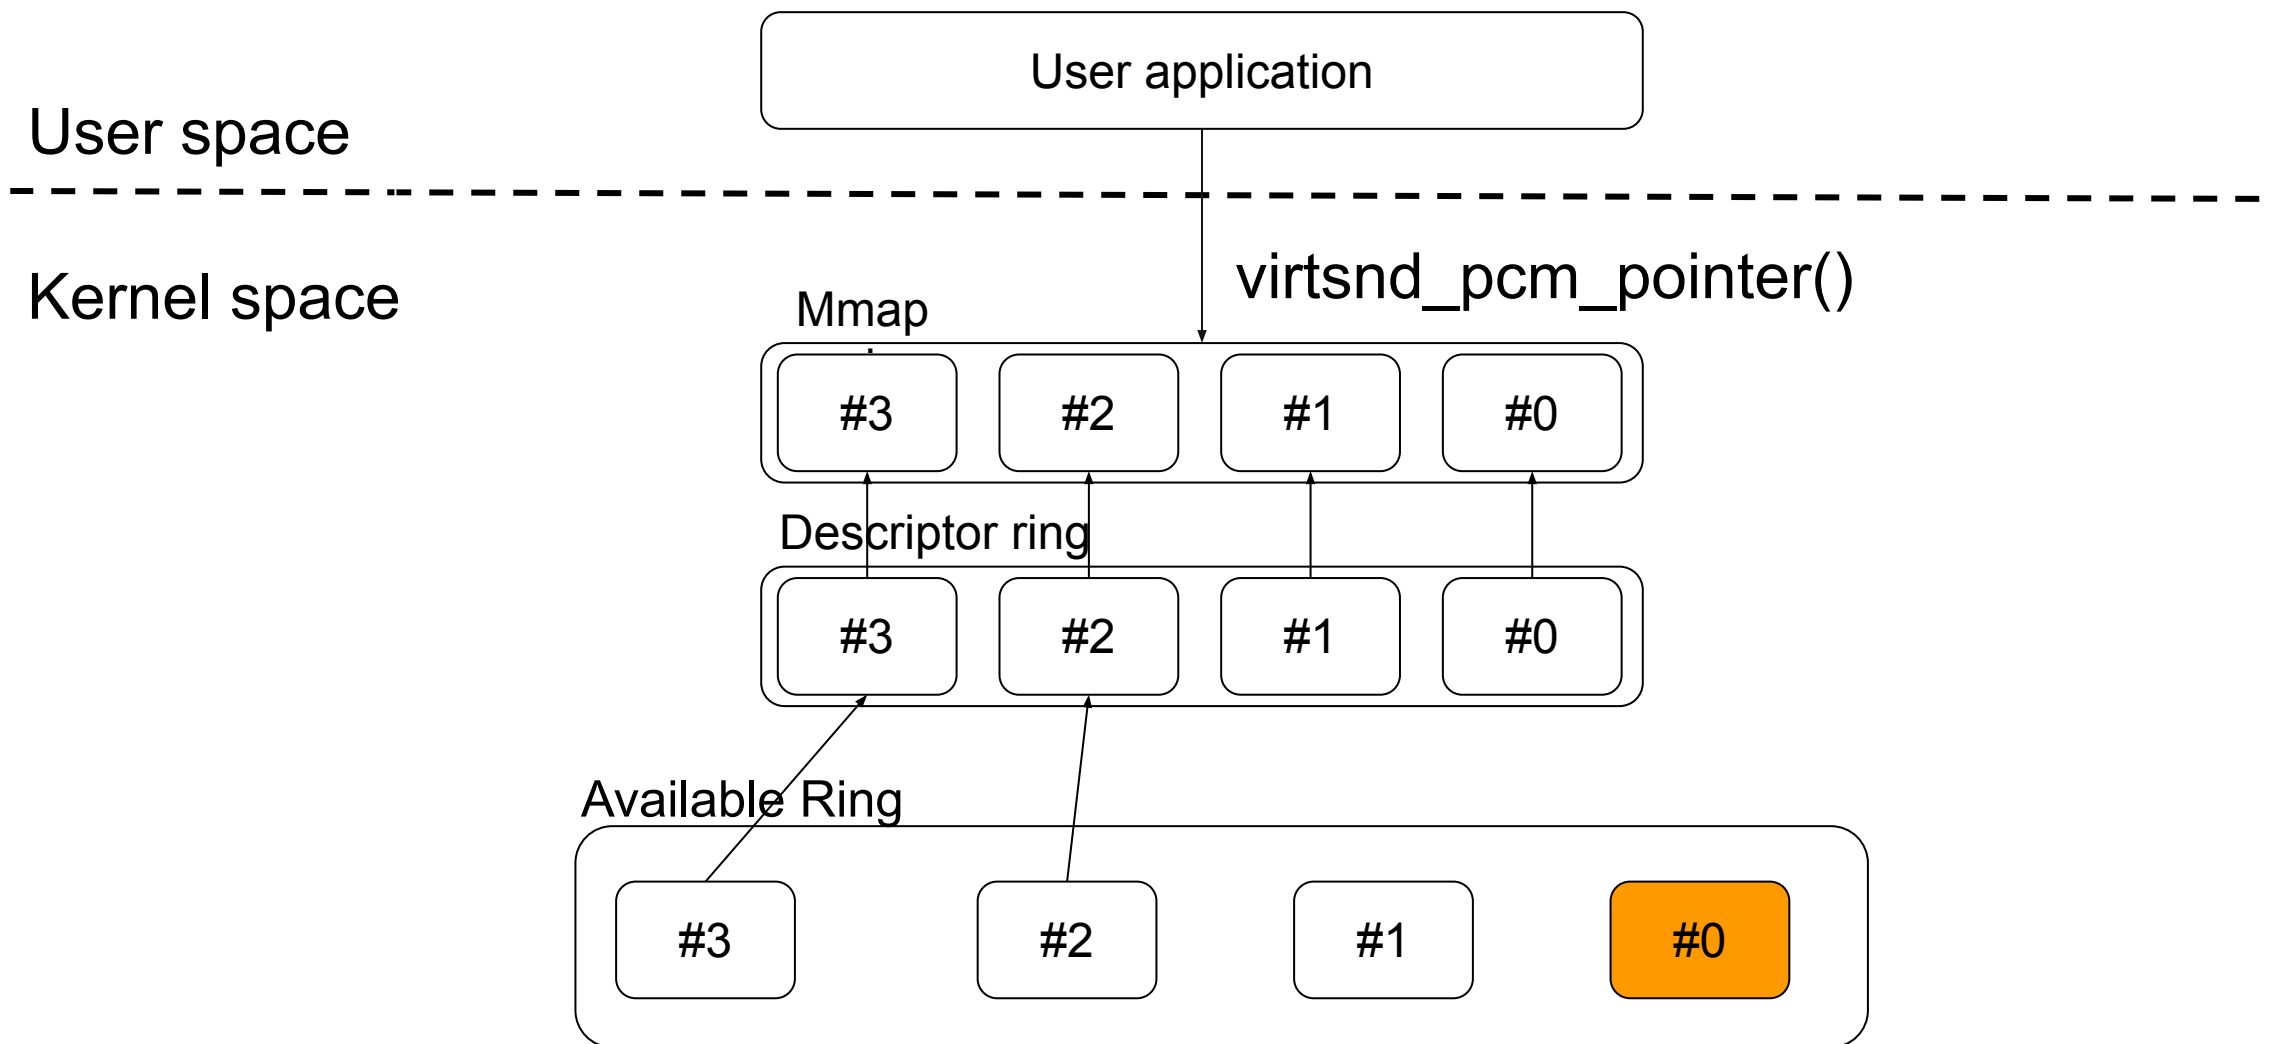 User application
User space
Kernel space
virtsnd_pcm_pointer()
Mmap
#3 #2 #1 #0
Descriptor ring
#3 #2 #1 #0
Available Ring
#3 #2 #1 #0